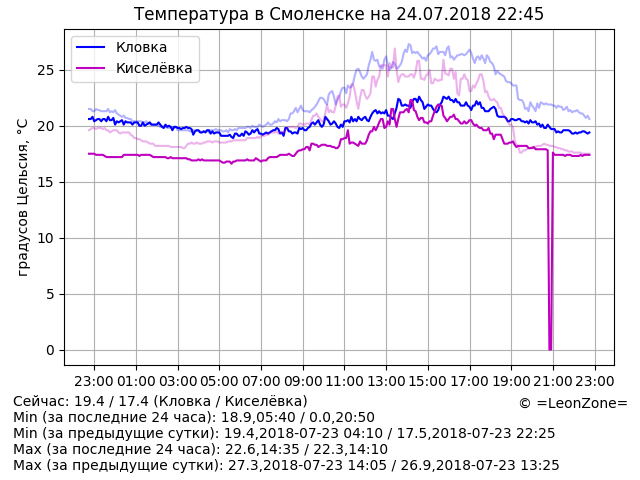 Температура в Смоленске на 24.07.2018 22:45
Кловка
Киселёвка
градусов Цельсия, °C
25
20
15
10
5
0
23:00 01:00 03:00 05:00 07:00 09:00 11:00 13:00 15:00 17:00 19:00 21:00 23:00
Сейчас: 19.4 / 17.4 (Кловка / Киселёвка)
© =LeonZone=
Min (за последние 24 часа): 18.9,05:40 / 0.0,20:50
Min (за предыдущие сутки): 19.4,2018-07-23 04:10 / 17.5,2018-07-23 22:25
Max (за последние 24 часа): 22.6,14:35 / 22.3,14:10
Max (за предыдущие сутки): 27.3,2018-07-23 14:05 / 26.9,2018-07-23 13:25